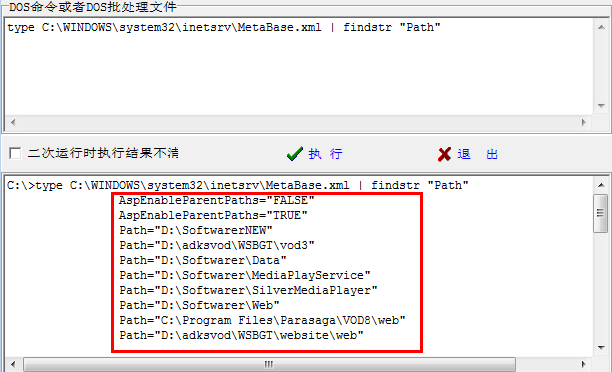 DOS命令或者DOS批处理文件
type C:\WINDOWS\system32\inetsrv\MetaBase.xml | findstr "Path"
二次运行时执行结果不清
执 行
退 出
C:\>type C:\WINDOWS\system32\inetsrv\MetaBase.xml | findstr "Path"
AspEnableParentPaths="FALSE"
AspEnableParentPaths="TRUE"
Path="D:\SoftwarerNEW"
Path="D:\adksvod\WSBGT\vod3"
Path="D:\Softwarer\Data"
Path="D:\Softwarer\MediaPlayService"
Path="D:\Softwarer\SilverMediaPlayer"
Path="D:\Softwarer\Web"
Path="C:\Program Files\Parasaga\VOD8\web"
Path="D:\adksvod\WSBGT\website\web"